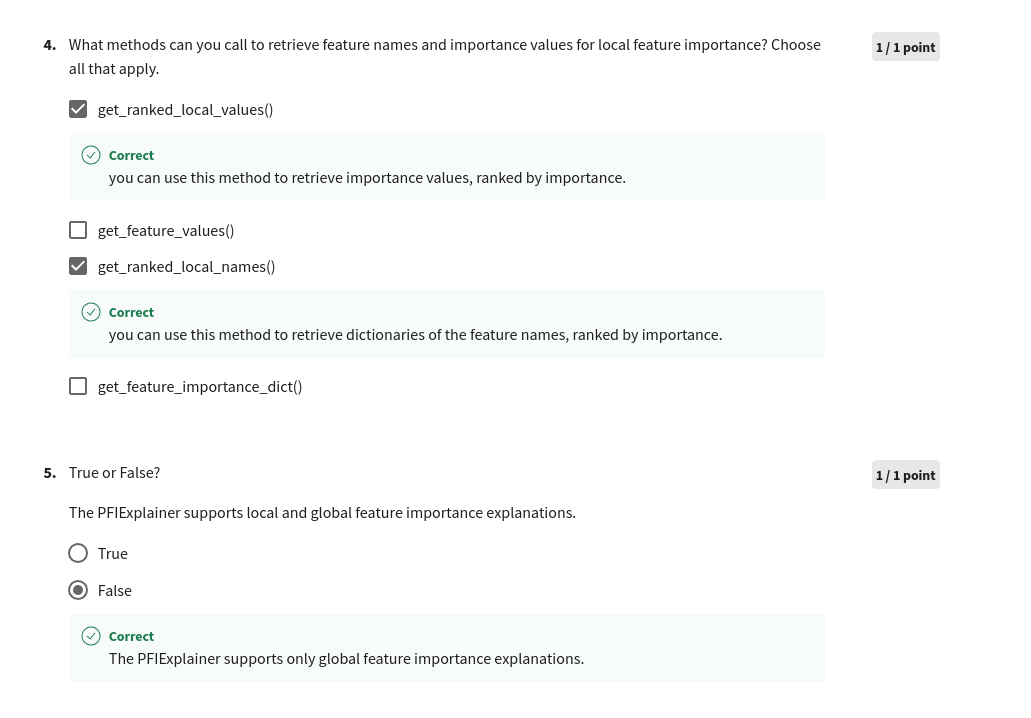 4. What methods can you call to retrieve feature names and importance values for local feature importance? Choose
all that apply.
1 / 1 point
get_ranked_local_values()
Correct
you can use this method to retrieve importance values, ranked by importance.
get_feature_values()
get_ranked_local_names()
Correct
you can use this method to retrieve dictionaries of the feature names, ranked by importance.
get_feature_importance_dict()
5. True or False?
1 / 1 point
The PFIExplainer supports local and global feature importance explanations.
True
False
Correct
The PFIExplainer supports only global feature importance explanations.